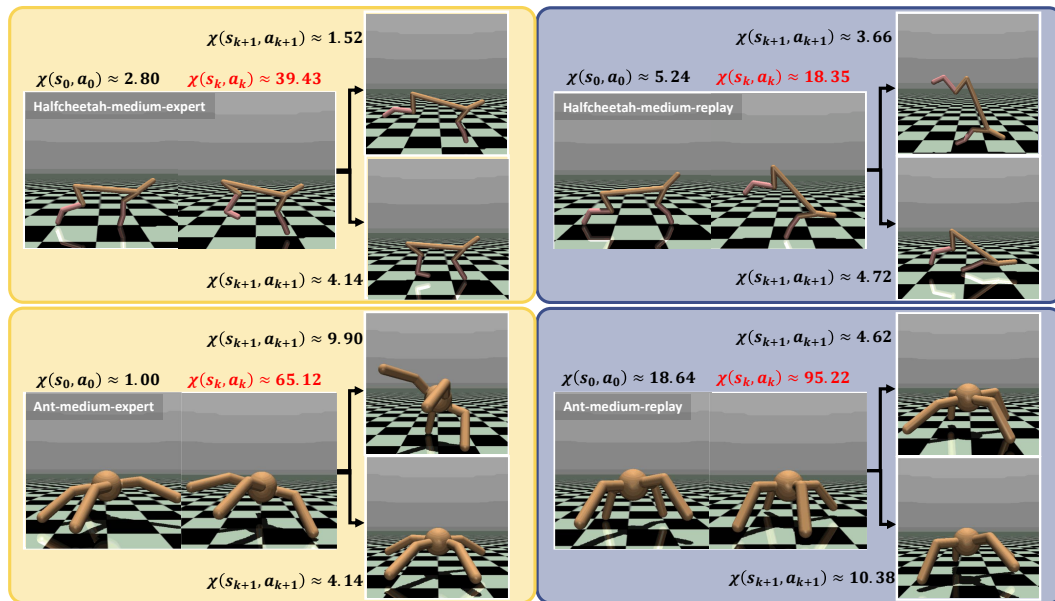 χ(s_{k+1}, a_{k+1}) ≈ 1.52
χ(s_0, a_0) ≈ 2.80 χ(s_k, a_k) ≈ 39.43
Halfcheetah-medium-expert
χ(s_{k+1}, a_{k+1}) ≈ 4.14
χ(s_{k+1}, a_{k+1}) ≈ 3.66
χ(s_0, a_0) ≈ 5.24 χ(s_k, a_k) ≈ 18.35
Halfcheetah-medium-replay
χ(s_{k+1}, a_{k+1}) ≈ 4.72
χ(s_{k+1}, a_{k+1}) ≈ 9.90
χ(s_0, a_0) ≈ 1.00 χ(s_k, a_k) ≈ 65.12
Ant-medium-expert
χ(s_{k+1}, a_{k+1}) ≈ 4.14
χ(s_{k+1}, a_{k+1}) ≈ 4.62
χ(s_0, a_0) ≈ 18.64 χ(s_k, a_k) ≈ 95.22
Ant-medium-replay
χ(s_{k+1}, a_{k+1}) ≈ 10.38